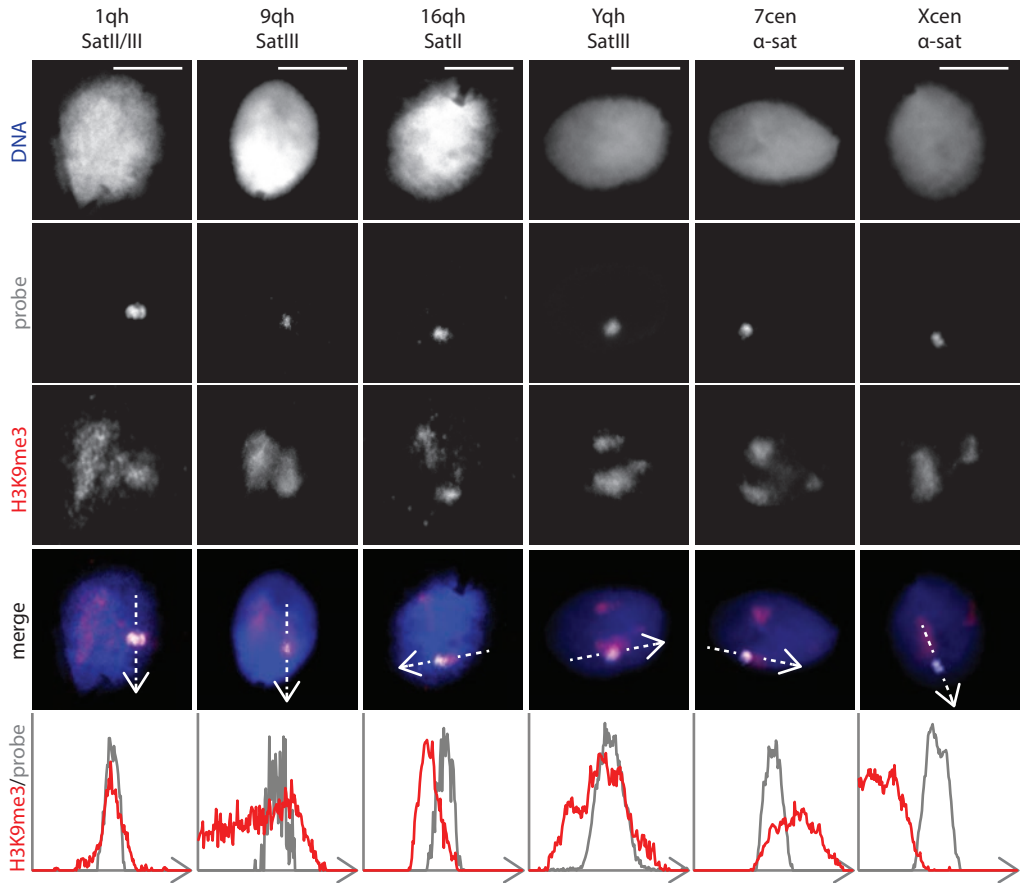 1qh 9qh 16qh Yqh 7cen Xcen
SatII/III SatIII SatII SatIII α-sat α-sat
DNA
probe
H3K9me3
merge
H3K9me3/probe